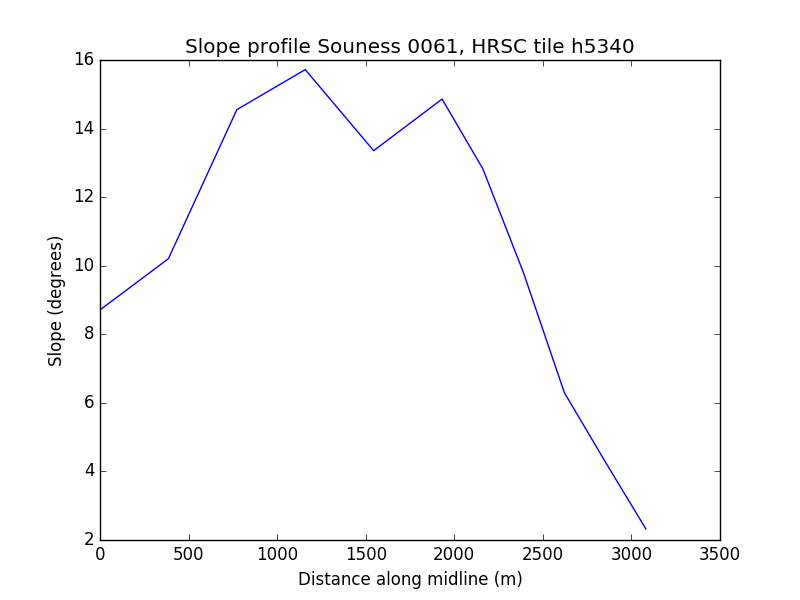 Slope profile Souness 0061, HRSC tile h5340
16
14
12
10
8
6
4
2
Slope (degrees)
0 500 1000 1500 2000 2500 3000 3500
Distance along midline (m)